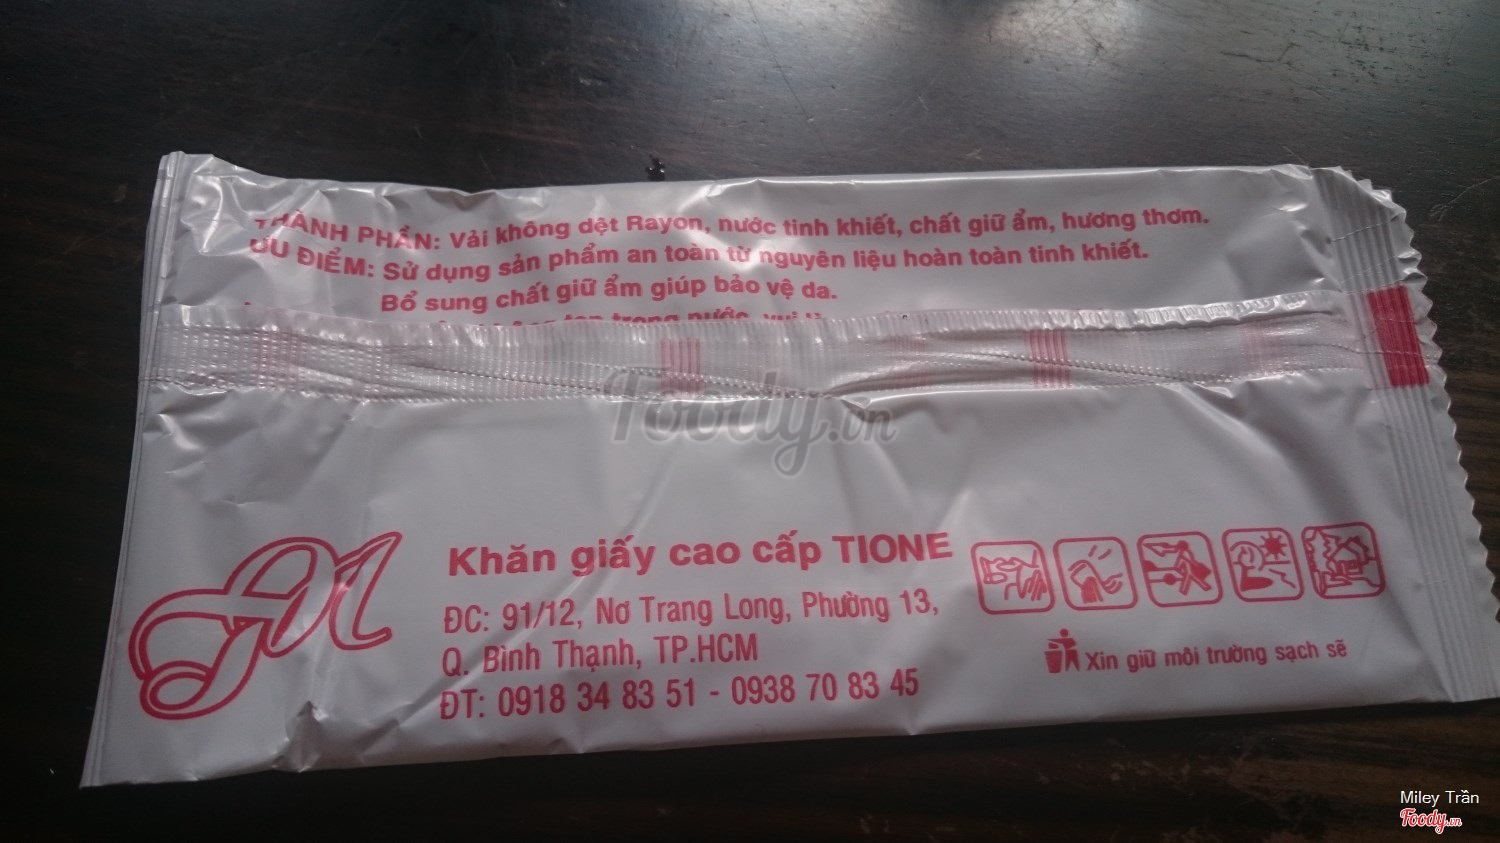 THÀNH PHẦN: Vải không dệt Rayon, nước tinh khiết, chất giữ ẩm, hương thơm.
ƯU ĐIỂM: Sử dụng sản phẩm an toàn từ nguyên liệu hoàn toàn tinh khiết.
Bổ sung chất giữ ẩm giúp bảo vệ da.
trong nước, vui
Foody.vn
Khăn giấy cao cấp TIONE
ĐC: 91/12, Nơ Trang Long, Phường 13,
Q. Bình Thạnh, TP.HCM
ĐT: 0918 34 83 51 - 0938 70 83 45
Xin giữ môi trường sạch sẽ
Miley Trần
Foody.vn